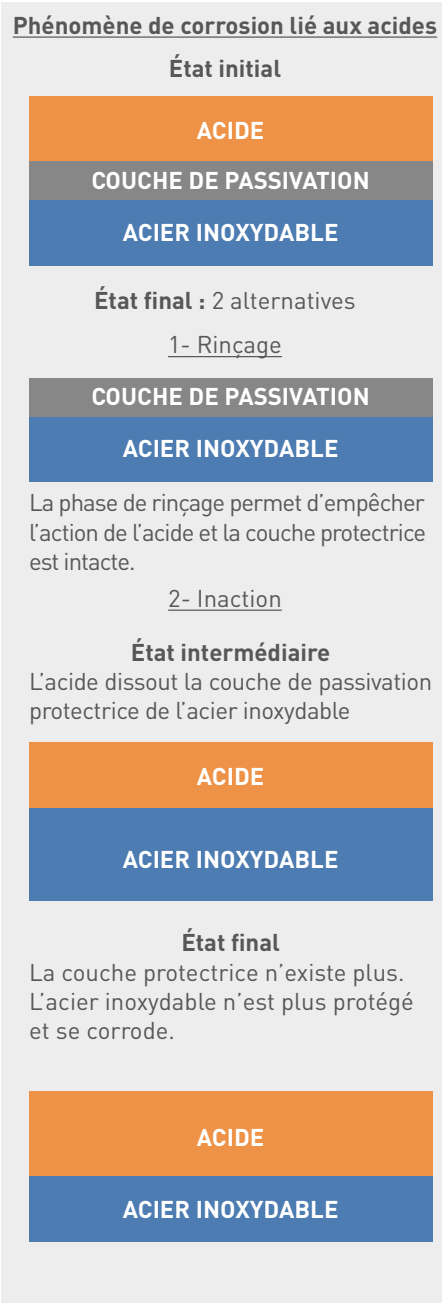 Phénomène de corrosion lié aux acides
État initial
ACIDE
COUCHE DE PASSIVATION
ACIER INOXYDABLE
État final : 2 alternatives
1- Rinçage
COUCHE DE PASSIVATION
ACIER INOXYDABLE
La phase de rinçage permet d’empêcher
l’action de l’acide et la couche protectrice
est intacte.
2- Inaction
État intermédiaire
L’acide dissout la couche de passivation
protectrice de l’acier inoxydable
ACIDE
ACIER INOXYDABLE
État final
La couche protectrice n’existe plus.
L’acier inoxydable n’est plus protégé
et se corrode.
ACIDE
ACIER INOXYDABLE